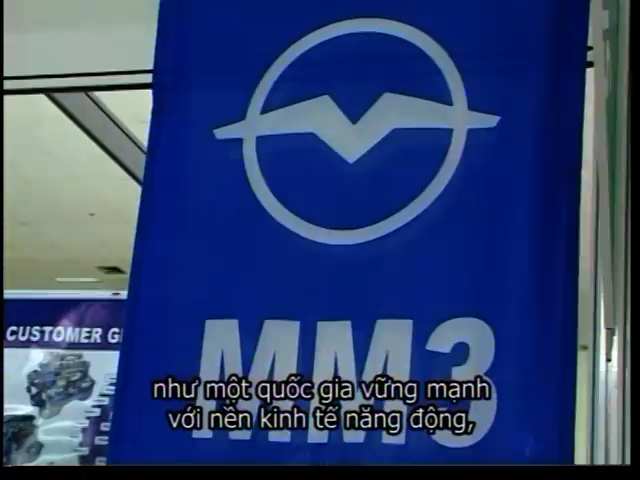 MM3
CUSTOMER G
như một quốc gia vững mạnh
với nền kinh tế năng động,